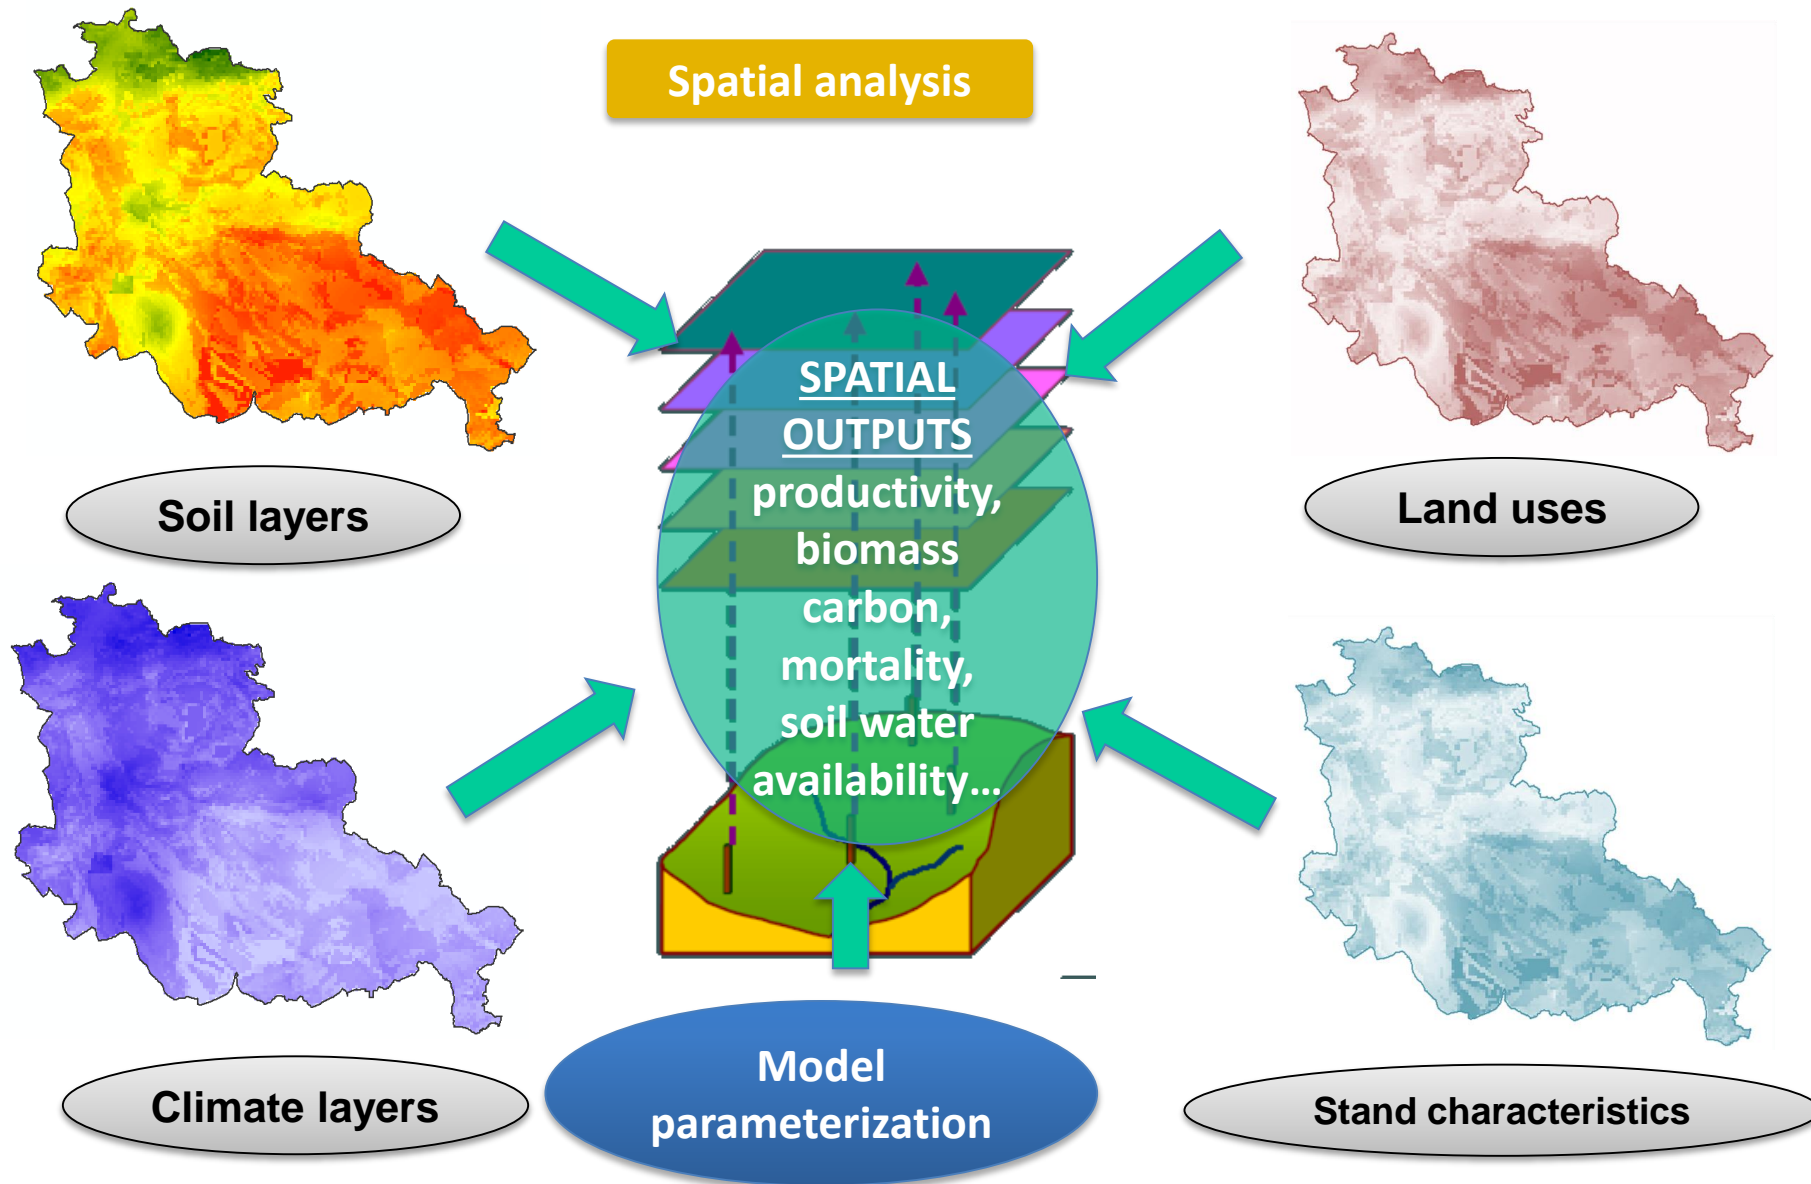 Spatial analysis
SPATIAL
OUTPUTS
productivity,
biomass
carbon,
mortality,
soil water
availability...
Soil layers
Land uses
Climate layers
Model
parameterization
Stand characteristics